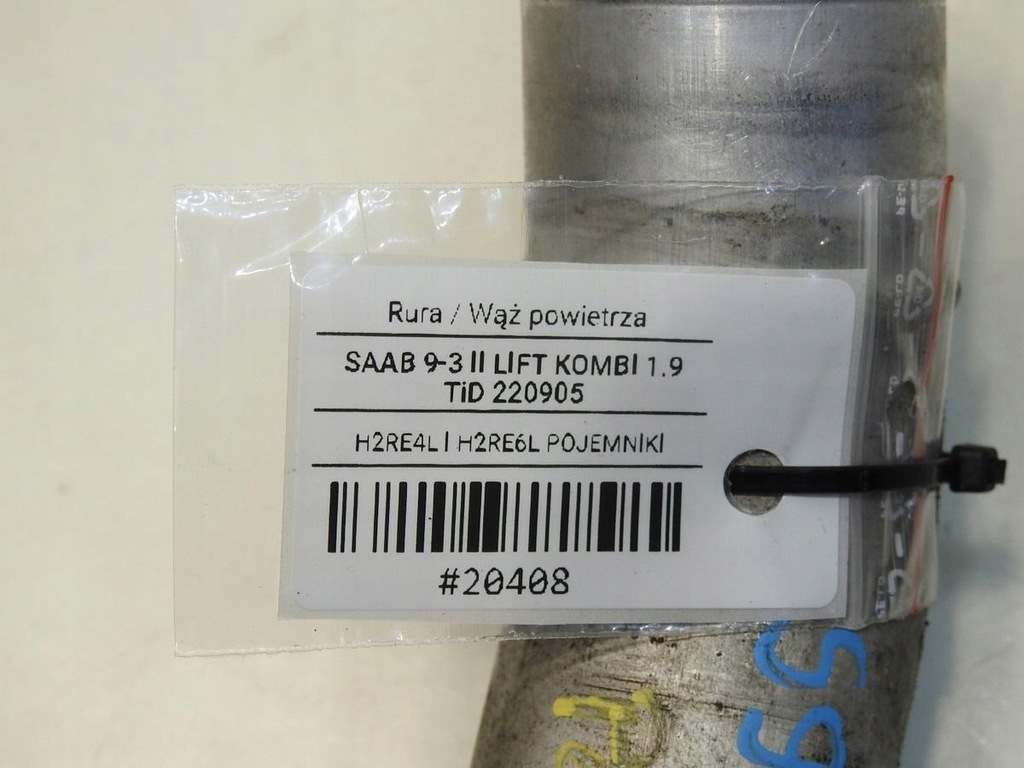 Rura / Wąż powietrza
SAAB 9-3 II LIFT KOMBI 1.9
TiD 220905
H2RE4L | H2RE6L POJEMNIKI
#20408